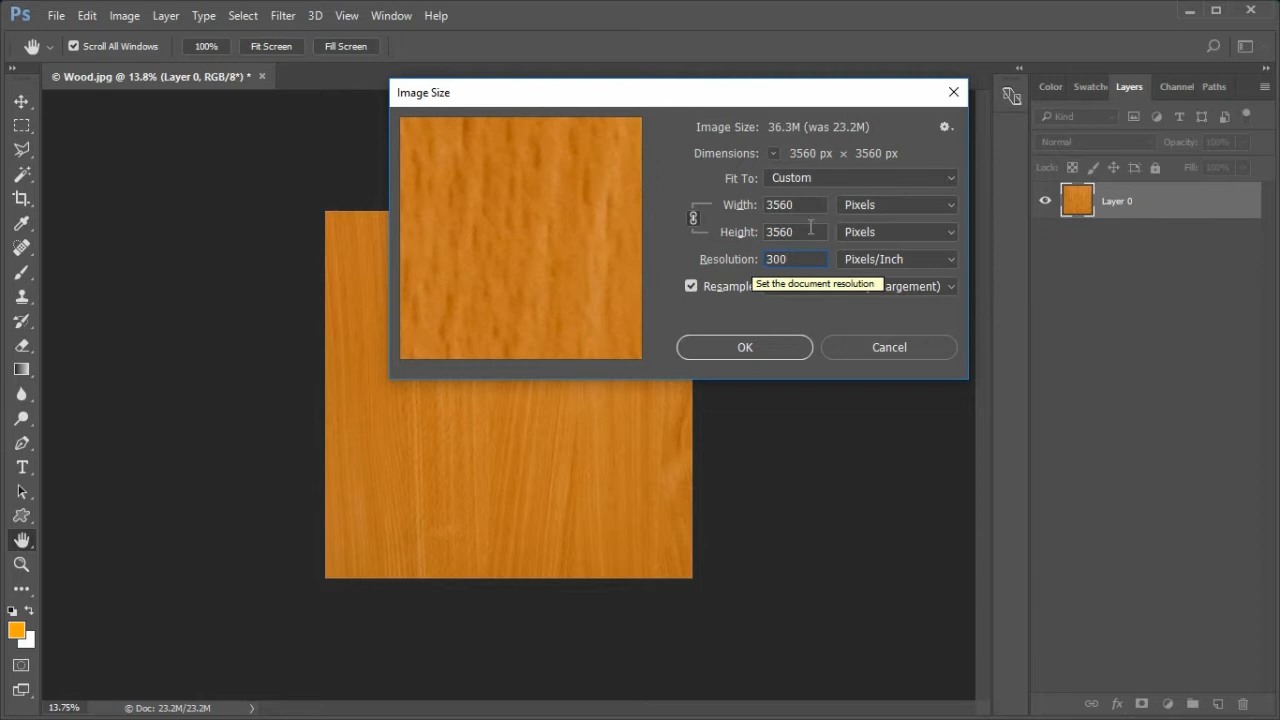 Ps File Edit Image Layer Type Select Filter 3D View Window Help
Scroll All Windows 100% Fit Screen Fill Screen
© Wood.jpg @ 13.8% (Layer 0, RGB/8*) * ×
Image Size
Image Size: 36.3M (was 23.2M)
Dimensions: 3560 px × 3560 px
Fit To: Custom
Width: 3560 Pixels
Height: 3560 Pixels
Resolution: 300 Pixels/Inch
Set the document resolution
Resample argement)
OK Cancel
Color Swatche Layers Channel Paths
Kind
Normal Opacity: 100%
Lock: Fill: 100%
Layer 0
13.75% © Doc: 23.2M/23.2M